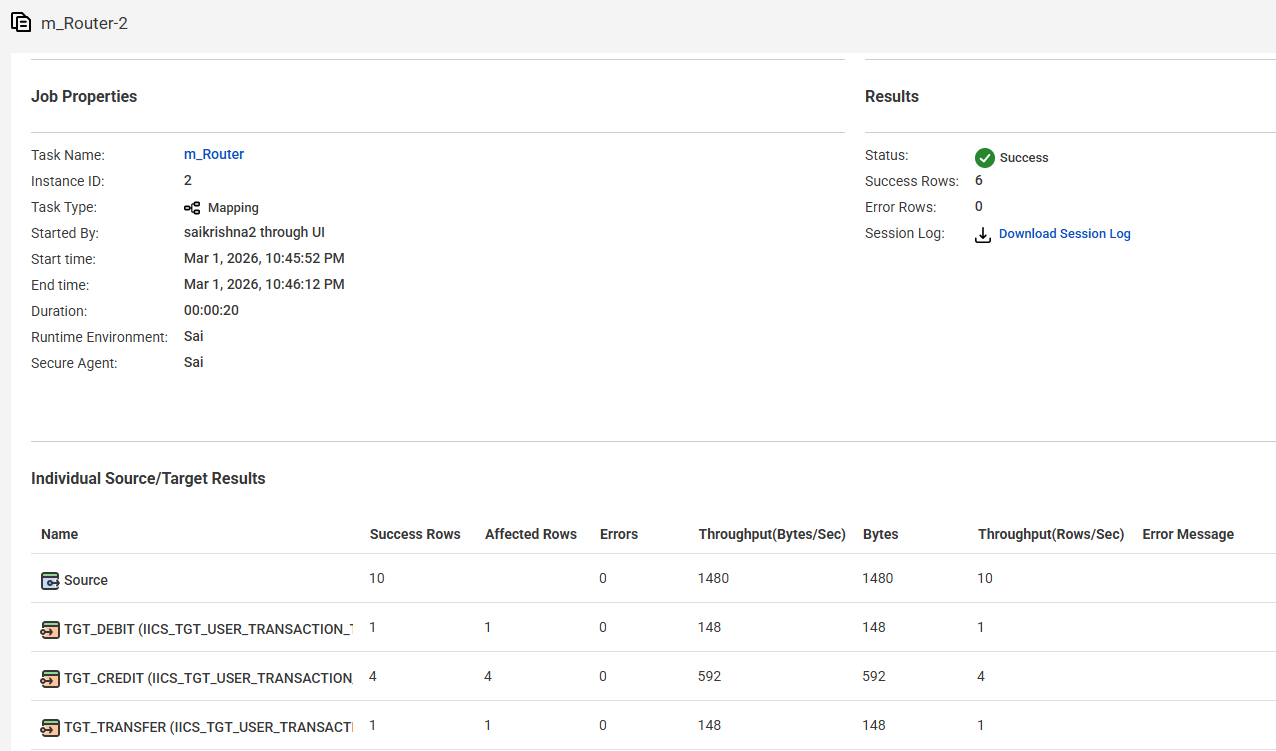 m_Router-2
Job Properties
Task Name: m_Router
Instance ID: 2
Task Type: Mapping
Started By: saikrishna2 through UI
Start time: Mar 1, 2026, 10:45:52 PM
End time: Mar 1, 2026, 10:46:12 PM
Duration: 00:00:20
Runtime Environment: Sai
Secure Agent: Sai
Results
Status: Success
Success Rows: 6
Error Rows: 0
Session Log: Download Session Log
Individual Source/Target Results
Name Success Rows Affected Rows Errors Throughput(Bytes/Sec) Bytes Throughput(Rows/Sec) Error Message
Source 10 0 1480 1480 10
TGT_DEBIT (IICS_TGT_USER_TRANSACTION_ 1 1 0 148 148 1
TGT_CREDIT (IICS_TGT_USER_TRANSACTION 4 4 0 592 592 4
TGT_TRANSFER (IICS_TGT_USER_TRANSACTI 1 1 0 148 148 1